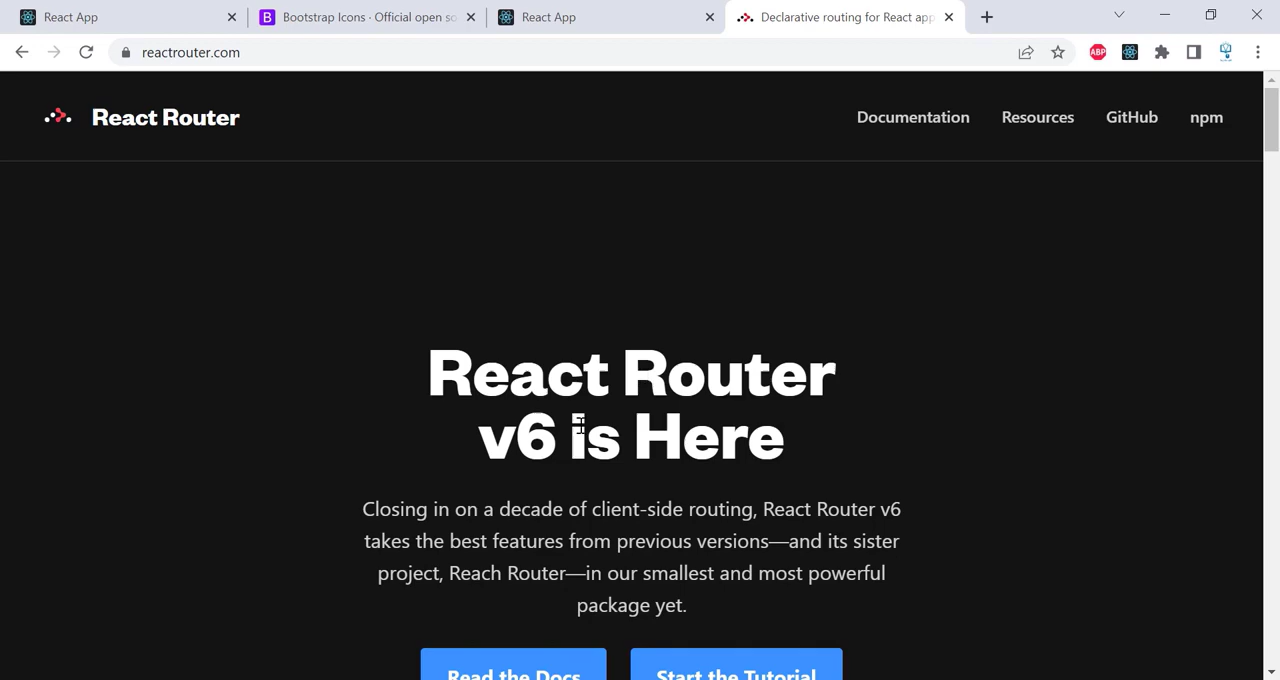 React App
Bootstrap Icons · Official open so
React App
Declarative routing for React app
reactrouter.com
ABP
React Router
Documentation Resources GitHub npm
React Router
v6 is Here
Closing in on a decade of client-side routing, React Router v6
takes the best features from previous versions—and its sister
project, Reach Router—in our smallest and most powerful
package yet.
Read the Docs Start the Tutorial